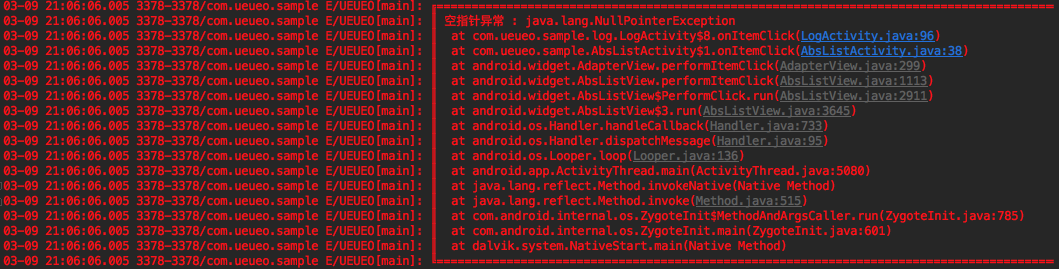 03-09 21:06:06.005 3378-3378/com.ueueo.sample E/UEUEO[main]: ╔══════════════════════════════════════════════════════════════════════════════════════
03-09 21:06:06.005 3378-3378/com.ueueo.sample E/UEUEO[main]: ║ 空指针异常 : java.lang.NullPointerException
03-09 21:06:06.005 3378-3378/com.ueueo.sample E/UEUEO[main]: ║  at com.ueueo.sample.log.LogActivity$8.onItemClick(LogActivity.java:96)
03-09 21:06:06.005 3378-3378/com.ueueo.sample E/UEUEO[main]: ║  at com.ueueo.sample.AbsListActivity$1.onItemClick(AbsListActivity.java:38)
03-09 21:06:06.005 3378-3378/com.ueueo.sample E/UEUEO[main]: ║  at android.widget.AdapterView.performItemClick(AdapterView.java:299)
03-09 21:06:06.005 3378-3378/com.ueueo.sample E/UEUEO[main]: ║  at android.widget.AbsListView.performItemClick(AbsListView.java:1113)
03-09 21:06:06.005 3378-3378/com.ueueo.sample E/UEUEO[main]: ║  at android.widget.AbsListView$PerformClick.run(AbsListView.java:2911)
03-09 21:06:06.005 3378-3378/com.ueueo.sample E/UEUEO[main]: ║  at android.widget.AbsListView$3.run(AbsListView.java:3645)
03-09 21:06:06.005 3378-3378/com.ueueo.sample E/UEUEO[main]: ║  at android.os.Handler.handleCallback(Handler.java:733)
03-09 21:06:06.005 3378-3378/com.ueueo.sample E/UEUEO[main]: ║  at android.os.Handler.dispatchMessage(Handler.java:95)
03-09 21:06:06.005 3378-3378/com.ueueo.sample E/UEUEO[main]: ║  at android.os.Looper.loop(Looper.java:136)
03-09 21:06:06.005 3378-3378/com.ueueo.sample E/UEUEO[main]: ║  at android.app.ActivityThread.main(ActivityThread.java:5080)
03-09 21:06:06.005 3378-3378/com.ueueo.sample E/UEUEO[main]: ║  at java.lang.reflect.Method.invokeNative(Native Method)
03-09 21:06:06.005 3378-3378/com.ueueo.sample E/UEUEO[main]: ║  at java.lang.reflect.Method.invoke(Method.java:515)
03-09 21:06:06.005 3378-3378/com.ueueo.sample E/UEUEO[main]: ║  at com.android.internal.os.ZygoteInit$MethodAndArgsCaller.run(ZygoteInit.java:785)
03-09 21:06:06.005 3378-3378/com.ueueo.sample E/UEUEO[main]: ║  at com.android.internal.os.ZygoteInit.main(ZygoteInit.java:601)
03-09 21:06:06.005 3378-3378/com.ueueo.sample E/UEUEO[main]: ║  at dalvik.system.NativeStart.main(Native Method)
03-09 21:06:06.005 3378-3378/com.ueueo.sample E/UEUEO[main]: ╚══════════════════════════════════════════════════════════════════════════════════════